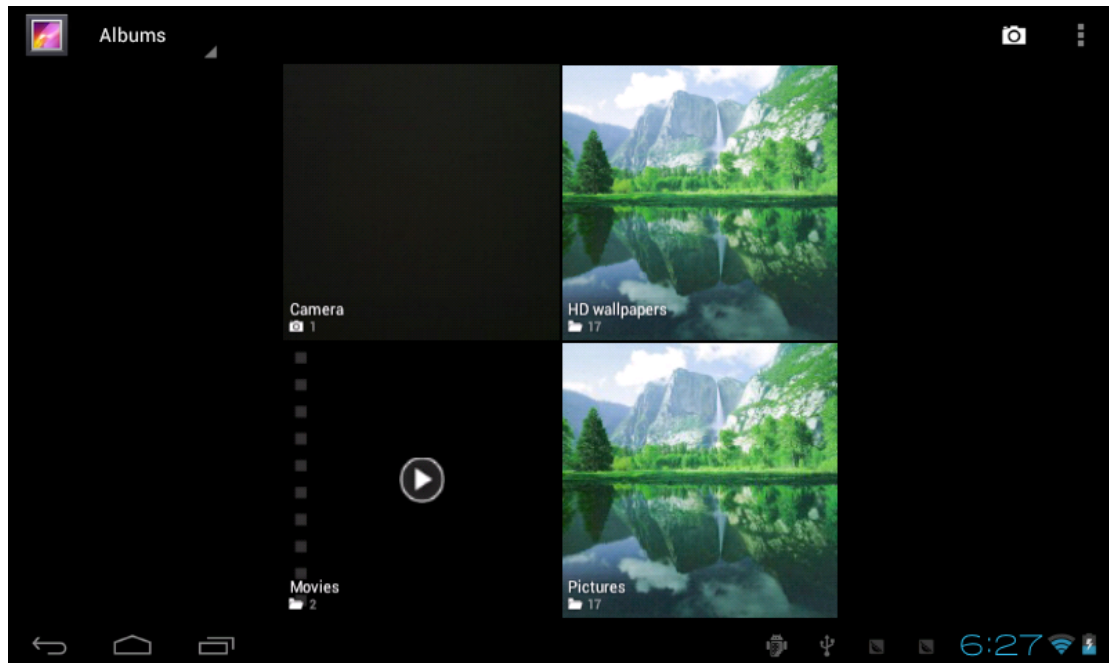 Albums
Camera
1
HD wallpapers
17
Movies
2
Pictures
17
6:27